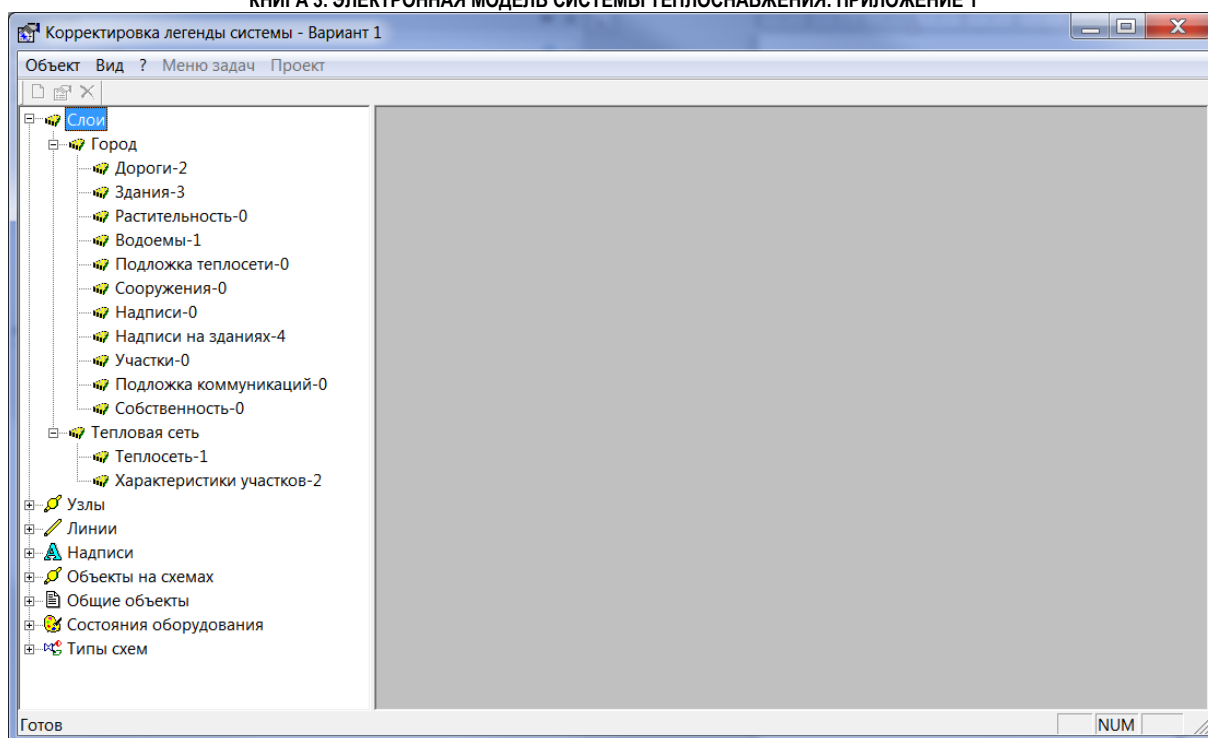 КНИГА 3. ЭЛЕКТРОННАЯ МОДЕЛЬ СИСТЕМЫ ТЕПЛОСНАБЖЕНИЯ. ПРИЛОЖЕНИЕ 1
Корректировка легенды системы - Вариант 1
Объект Вид ? Меню задач Проект
Слои
Город
Дороги-2
Здания-3
Растительность-0
Водоемы-1
Подложка теплосети-0
Сооружения-0
Надписи-0
Надписи на зданиях-4
Участки-0
Подложка коммуникаций-0
Собственность-0
Тепловая сеть
Теплосеть-1
Характеристики участков-2
Узлы
Линии
Надписи
Объекты на схемах
Общие объекты
Состояния оборудования
Типы схем
Готов NUM